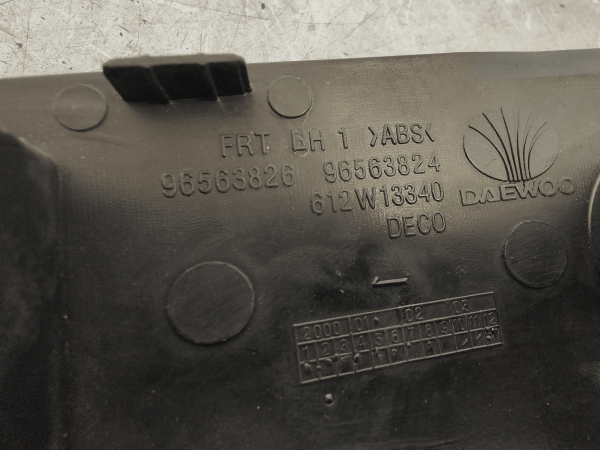 FRT LH 1 >ABS<
96563826 96563824
612W13340
DECO
DAEWOO
2000 01 02 03
1 2 3 4 5 6 7 8 9 10 11 12